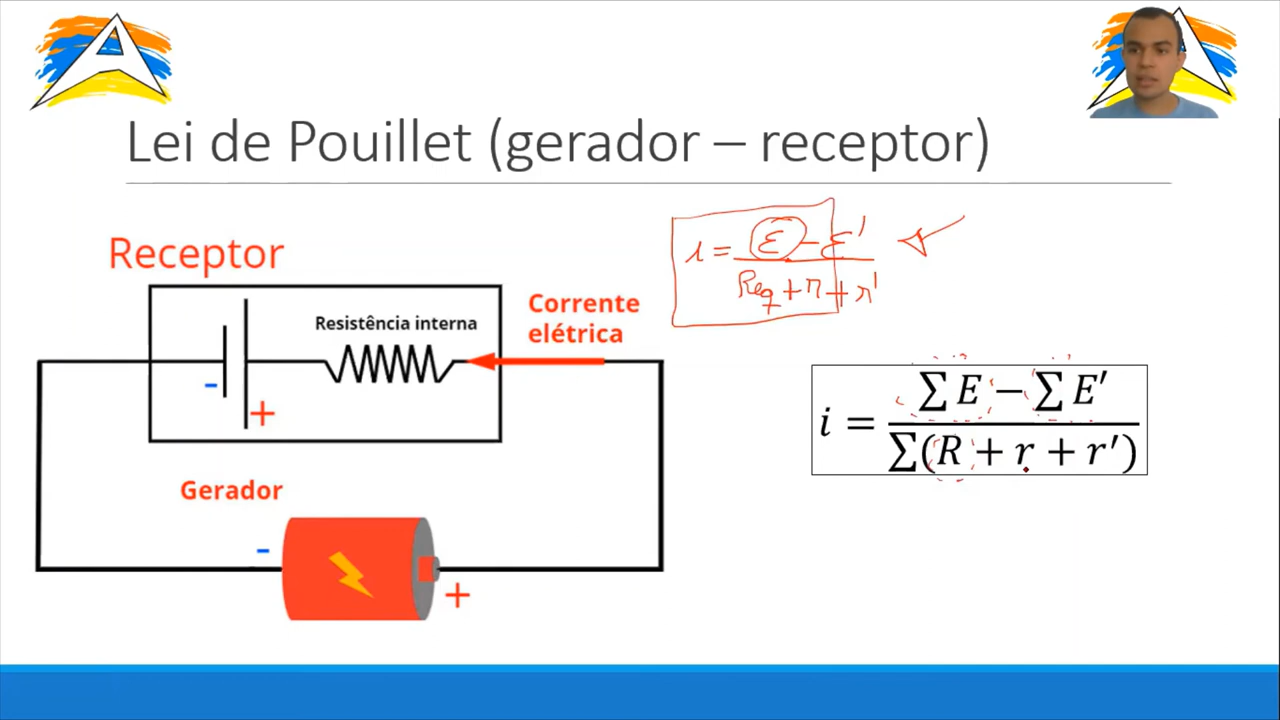 Lei de Pouillet (gerador – receptor)
i = ε - ε'
Req + r + r'
Receptor
Resistência interna
Corrente
elétrica
-
+
i = ∑ E − ∑ E'
∑(R + r + r')
Gerador
-
+